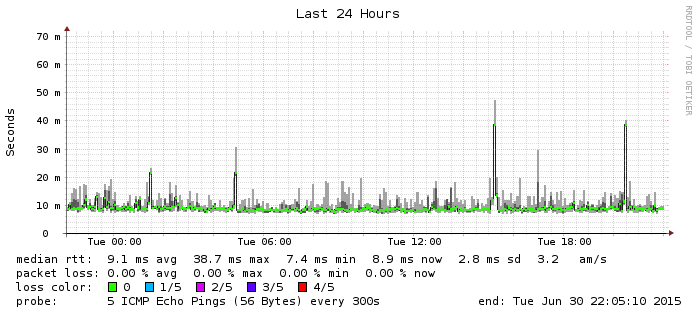 Last 24 Hours
RRDTOOL / TOBI OETIKER
Seconds
70 m
60 m
50 m
40 m
30 m
20 m
10 m
0
Tue 00:00 Tue 06:00 Tue 12:00 Tue 18:00
median rtt: 9.1 ms avg 38.7 ms max 7.4 ms min 8.9 ms now 2.8 ms sd 3.2 am/s
packet loss: 0.00 % avg 0.00 % max 0.00 % min 0.00 % now
loss color: 0 1/5 2/5 3/5 4/5
probe: 5 ICMP Echo Pings (56 Bytes) every 300s end: Tue Jun 30 22:05:10 2015